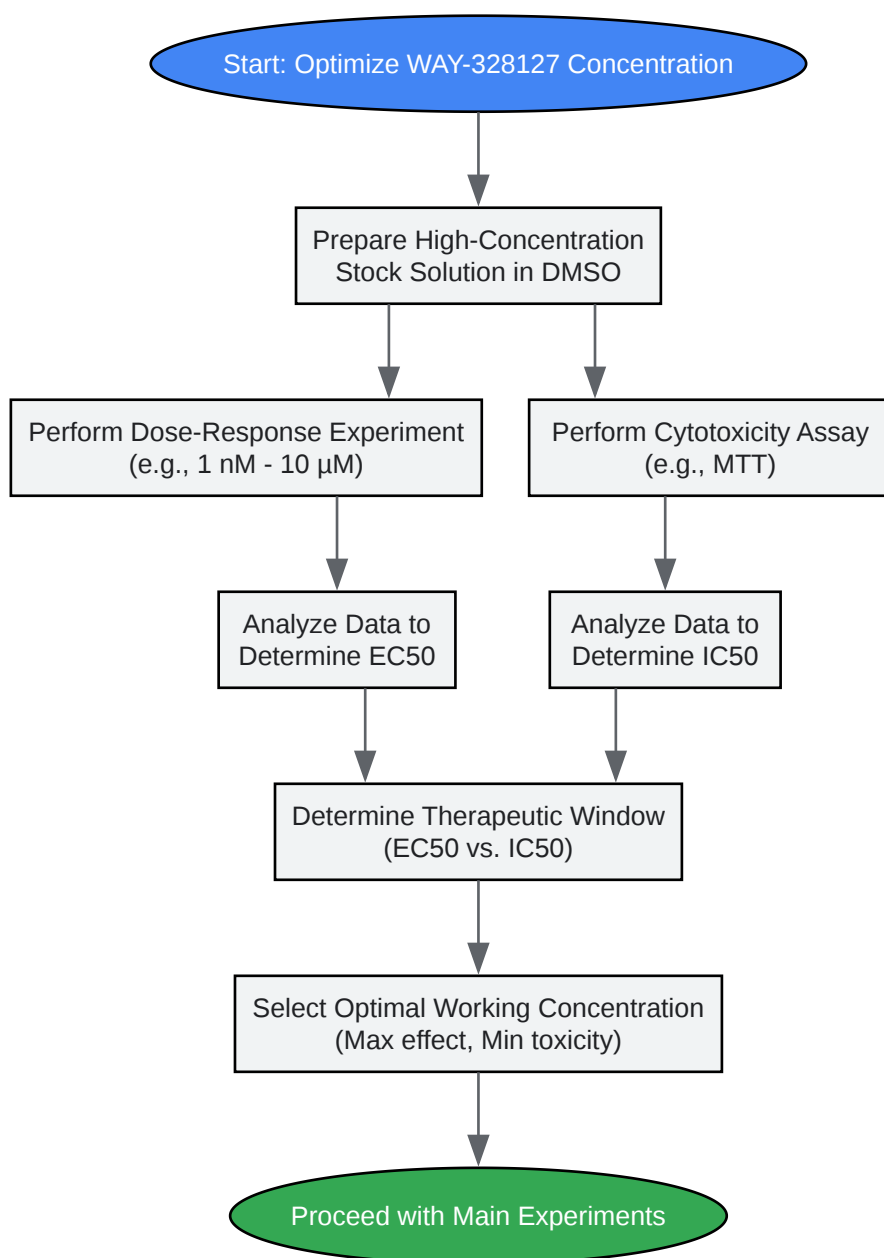 Start: Optimize WAY-328127 Concentration
Prepare High-Concentration
Stock Solution in DMSO
Perform Dose-Response Experiment
(e.g., 1 nM - 10 µM)
Perform Cytotoxicity Assay
(e.g., MTT)
Analyze Data to
Determine EC50
Analyze Data to
Determine IC50
Determine Therapeutic Window
(EC50 vs. IC50)
Select Optimal Working Concentration
(Max effect, Min toxicity)
Proceed with Main Experiments